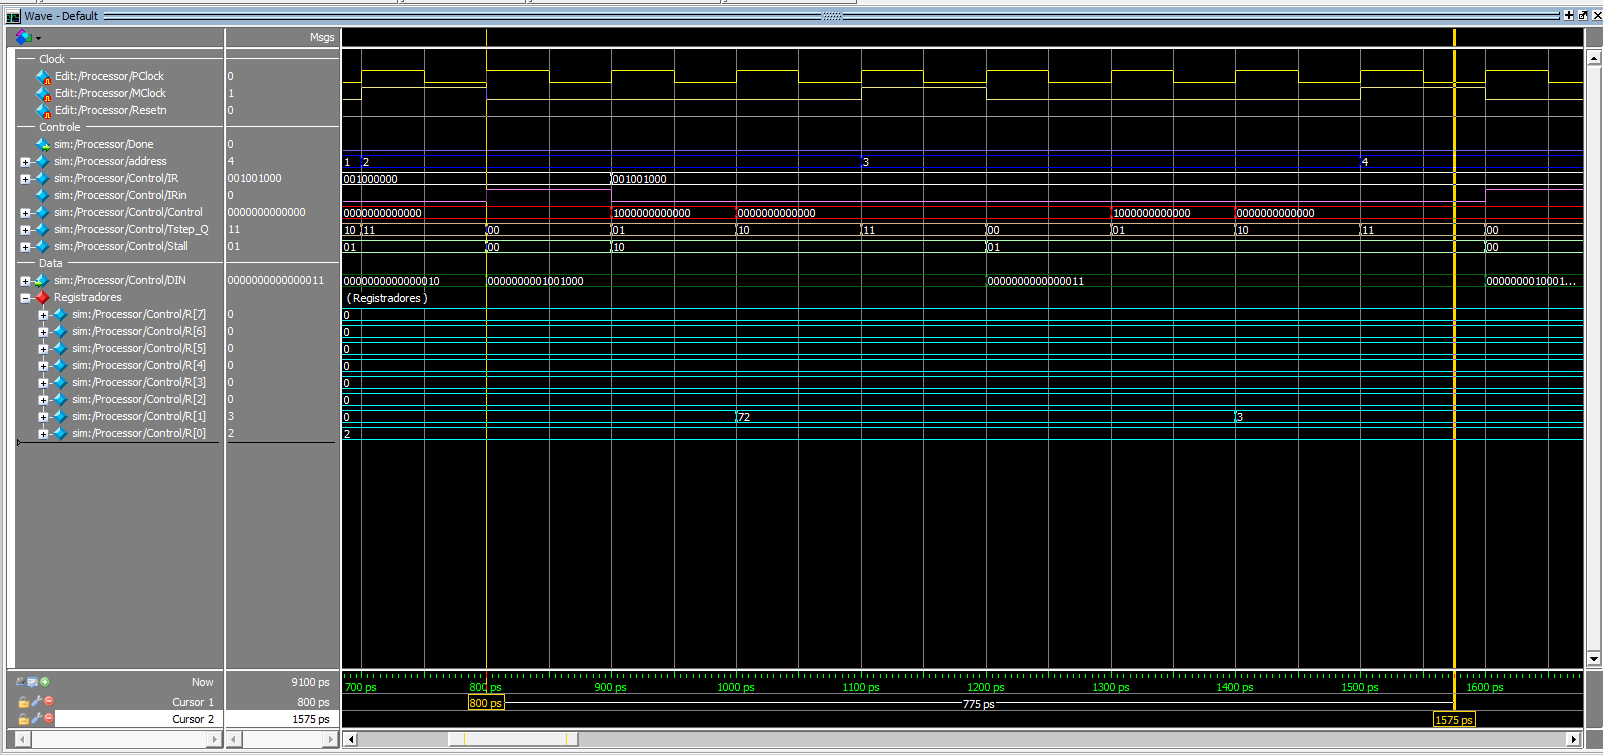 Wave - Default
Msgs
Clock
Edit:/Processor/PClock 0
Edit:/Processor/MClock 1
Edit:/Processor/Resetn 0
Controle
sim:/Processor/Done 0
sim:/Processor/address 4 1 2 3 4
sim:/Processor/Control/IR 001001000 001000000 001001000
sim:/Processor/Control/IRin 0
sim:/Processor/Control/Control 0000000000000 0000000000000 1000000000000 0000000000000 1000000000000 0000000000000
sim:/Processor/Control/Tstep_Q 11 10 11 00 01 10 11 00 01 10 11 00
sim:/Processor/Control/Stall 01 01 00 10 01 00
Data
sim:/Processor/Control/DIN 0000000000000011 0000000000000010 0000000001001000 0000000000000011 0000000010001...
Registradores ( Registradores )
sim:/Processor/Control/R[7] 0 0
sim:/Processor/Control/R[6] 0 0
sim:/Processor/Control/R[5] 0 0
sim:/Processor/Control/R[4] 0 0
sim:/Processor/Control/R[3] 0 0
sim:/Processor/Control/R[2] 0 0
sim:/Processor/Control/R[1] 3 0 72 3
sim:/Processor/Control/R[0] 2 2
Now 9100 ps 700 ps 800 ps 900 ps 1000 ps 1100 ps 1200 ps 1300 ps 1400 ps 1500 ps 1600 ps
Cursor 1 800 ps 800 ps 775 ps
Cursor 2 1575 ps 1575 ps